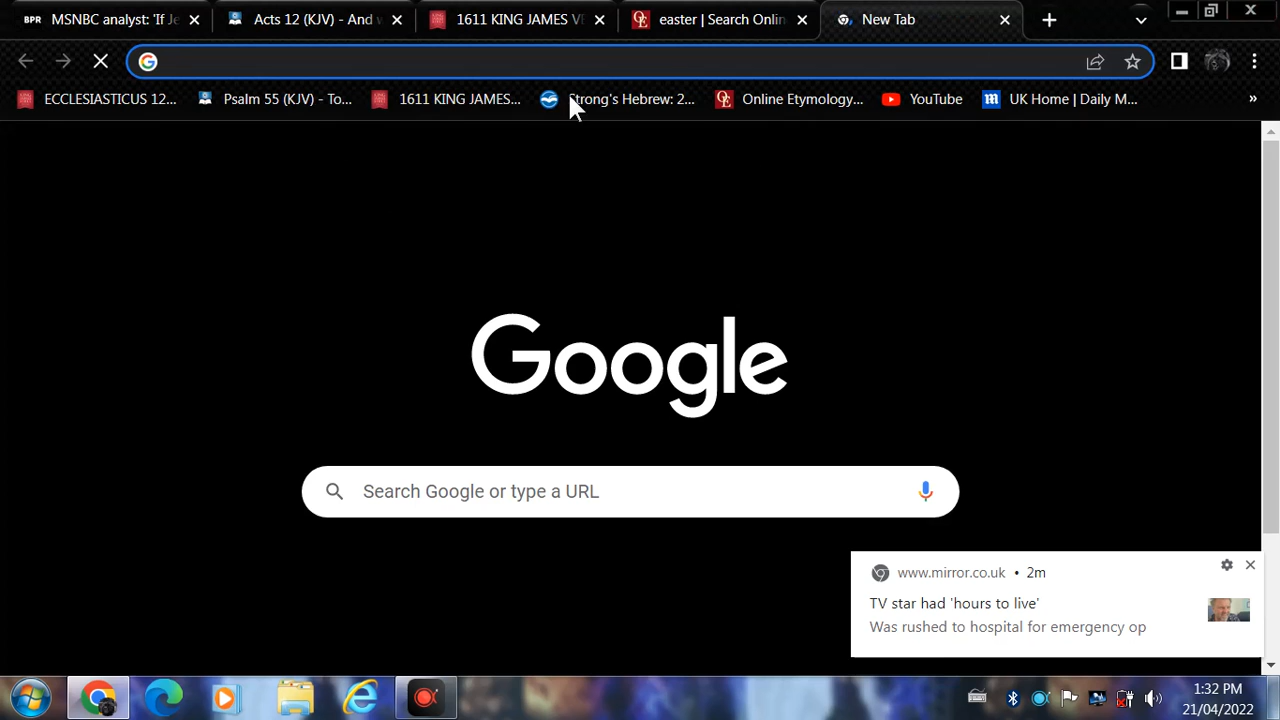 BPR MSNBC analyst: 'If Je
Acts 12 (KJV) - And w
1611 KING JAMES VE
OE easter | Search Onlin
New Tab
ECCLESIASTICUS 12...
Psalm 55 (KJV) - To...
1611 KING JAMES...
Strong's Hebrew: 2...
OE Online Etymology...
YouTube
UK Home | Daily M...
»
Google
Search Google or type a URL
www.mirror.co.uk • 2m
TV star had 'hours to live'
Was rushed to hospital for emergency op
1:32 PM
21/04/2022